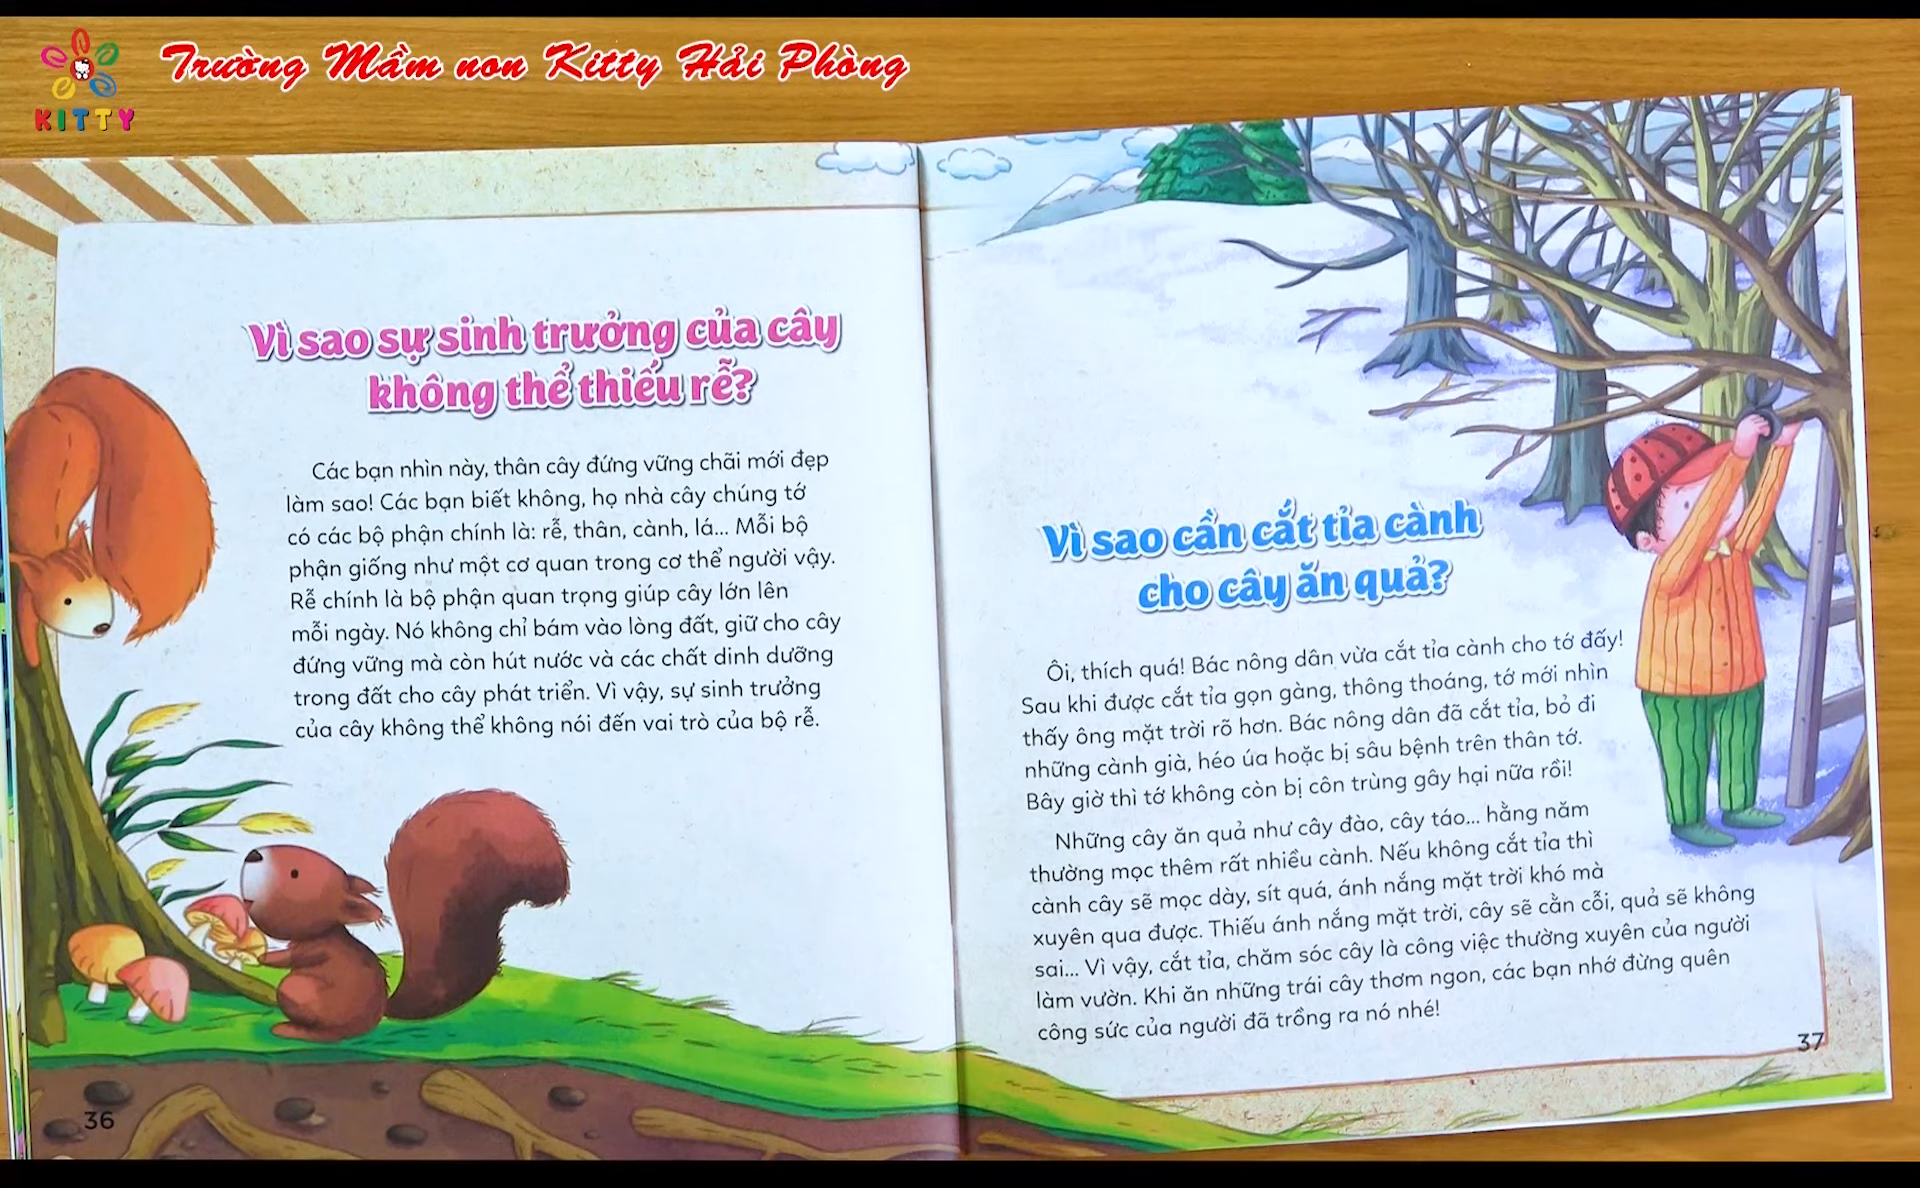 Trường Mầm non Kitty Hải Phòng
KITTY
Vì sao sự sinh trưởng của cây
không thể thiếu rễ?
Các bạn nhìn này, thân cây đứng vững chãi mới đẹp
làm sao! Các bạn biết không, họ nhà cây chúng tớ
có các bộ phận chính là: rễ, thân, cành, lá... Mỗi bộ
phận giống như một cơ quan trong cơ thể người vậy.
Rễ chính là bộ phận quan trọng giúp cây lớn lên
mỗi ngày. Nó không chỉ bám vào lòng đất, giữ cho cây
đứng vững mà còn hút nước và các chất dinh dưỡng
trong đất cho cây phát triển. Vì vậy, sự sinh trưởng
của cây không thể không nói đến vai trò của bộ rễ.
36
Vì sao cần cắt tỉa cành
cho cây ăn quả?
Ôi, thích quá! Bác nông dân vừa cắt tỉa cành cho tớ đấy!
Sau khi được cắt tỉa gọn gàng, thông thoáng, tớ mới nhìn
thấy ông mặt trời rõ hơn. Bác nông dân đã cắt tỉa, bỏ đi
những cành già, héo úa hoặc bị sâu bệnh trên thân tớ.
Bây giờ thì tớ không còn bị côn trùng gây hại nữa rồi!
Những cây ăn quả như cây đào, cây táo... hằng năm
thường mọc thêm rất nhiều cành. Nếu không cắt tỉa thì
cành cây sẽ mọc dày, sít quá, ánh nắng mặt trời khó mà
xuyên qua được. Thiếu ánh nắng mặt trời, cây sẽ cằn cỗi, quả sẽ không
sai... Vì vậy, cắt tỉa, chăm sóc cây là công việc thường xuyên của người
làm vườn. Khi ăn những trái cây thơm ngon, các bạn nhớ đừng quên
công sức của người đã trồng ra nó nhé!
37